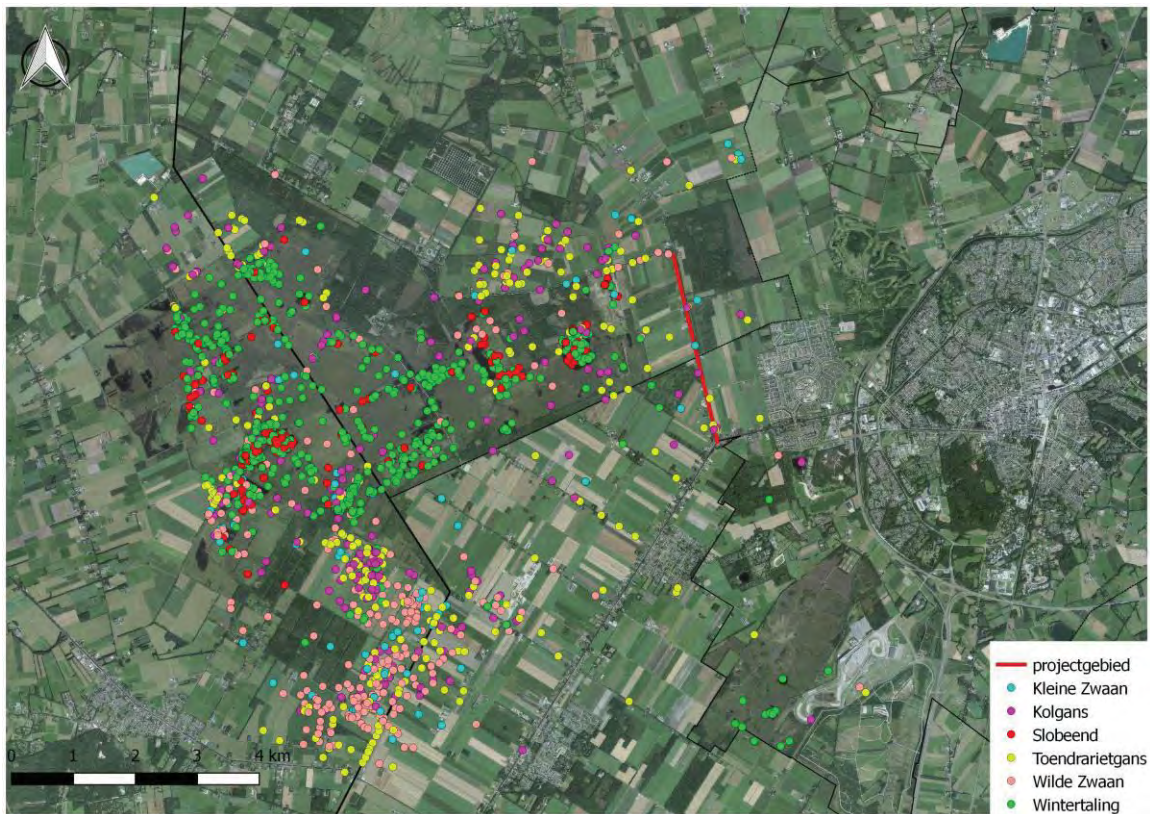 projectgebied
Kleine Zwaan
Kolgans
Slobeend
Toendrarietgans
Wilde Zwaan
Wintertaling
0 1 2 3 4 km